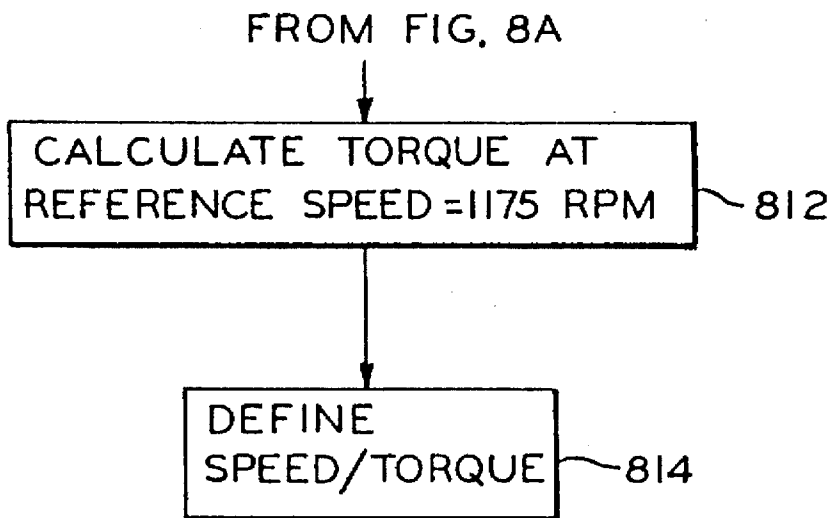 FROM FIG. 8A
CALCULATE TORQUE AT
REFERENCE SPEED=1175 RPM
812
DEFINE
SPEED/TORQUE
814